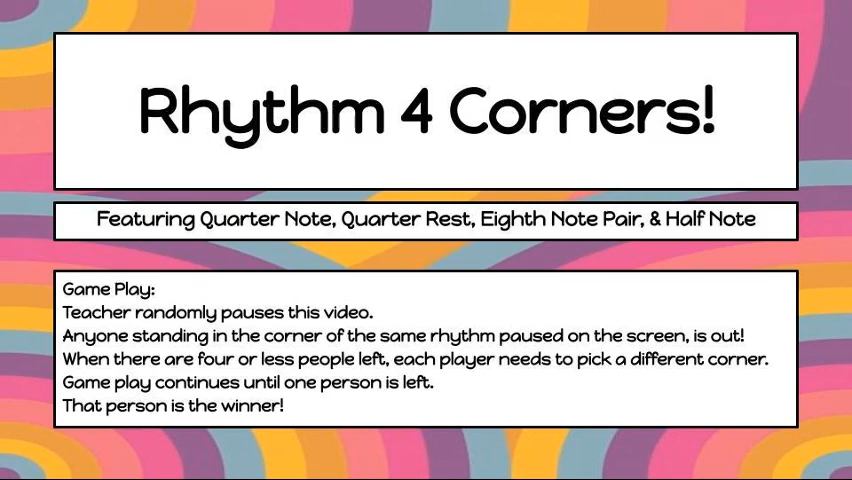 Rhythm 4 Corners!
Featuring Quarter Note, Quarter Rest, Eighth Note Pair, & Half Note
Game Play:
Teacher randomly pauses this video.
Anyone standing in the corner of the same rhythm paused on the screen, is out!
When there are four or less people left, each player needs to pick a different corner.
Game play continues until one person is left.
That person is the winner!